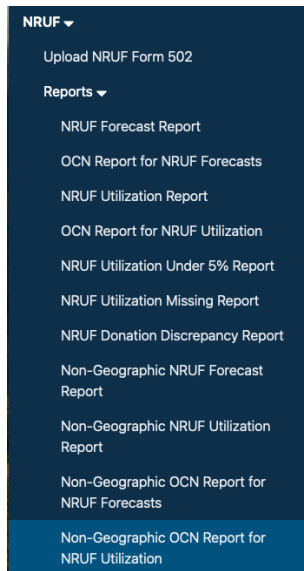 NRUF
Upload NRUF Form 502
Reports
NRUF Forecast Report
OCN Report for NRUF Forecasts
NRUF Utilization Report
OCN Report for NRUF Utilization
NRUF Utilization Under 5% Report
NRUF Utilization Missing Report
NRUF Donation Discrepancy Report
Non-Geographic NRUF Forecast
Report
Non-Geographic NRUF Utilization
Report
Non-Geographic OCN Report for
NRUF Forecasts
Non-Geographic OCN Report for
NRUF Utilization